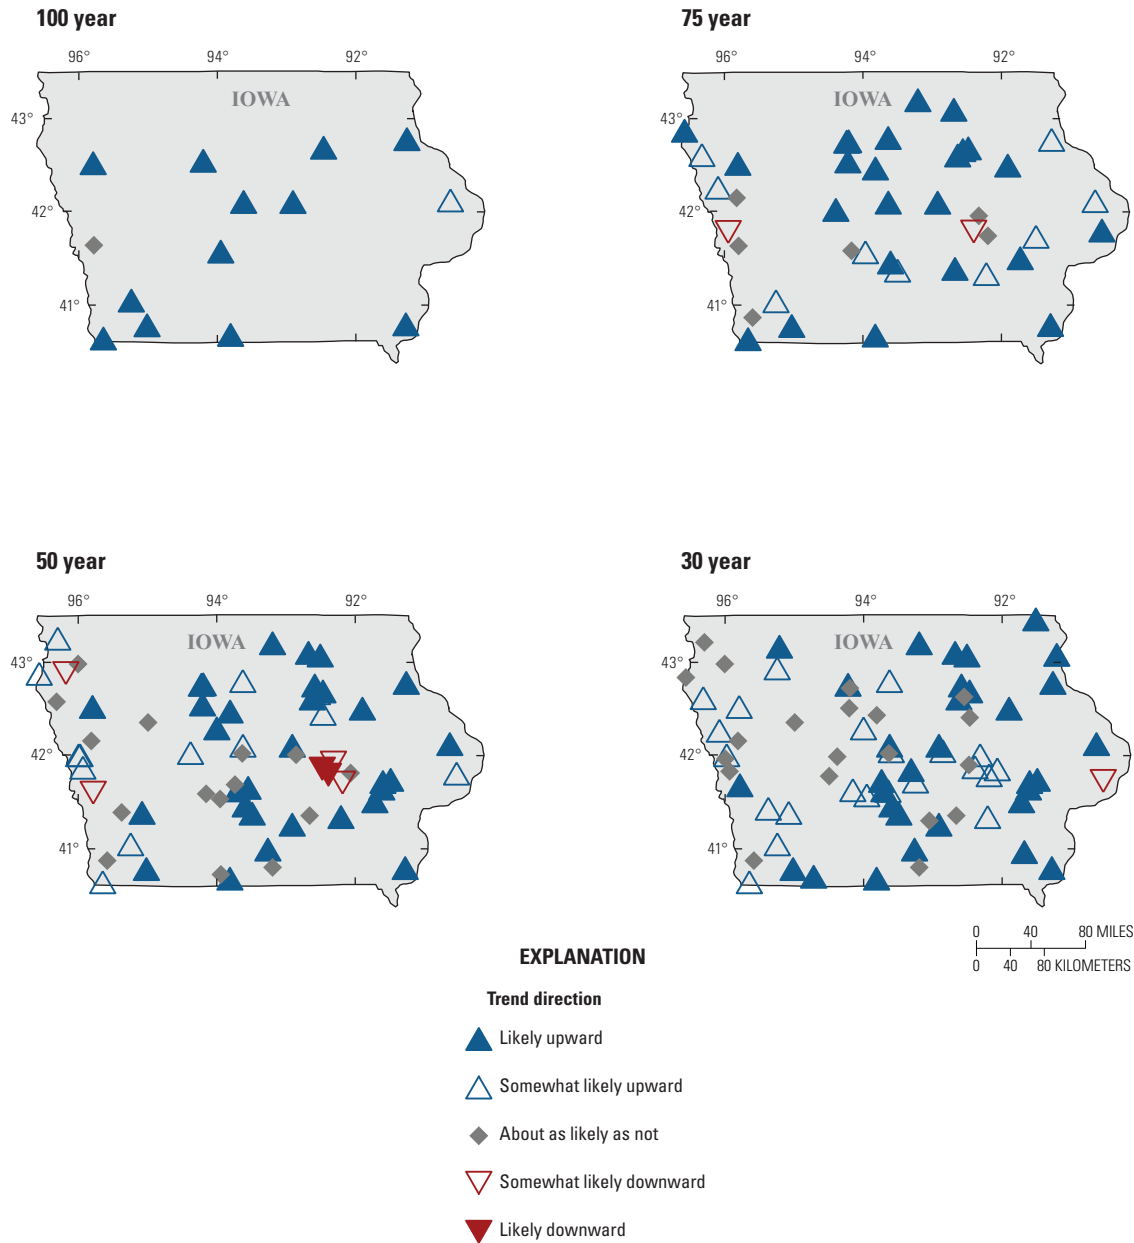 100 year
96° 94° 92°
IOWA
43°
42°
41°
75 year
96° 94° 92°
IOWA
43°
42°
41°
50 year
96° 94° 92°
IOWA
43°
42°
41°
30 year
96° 94° 92°
IOWA
43°
42°
41°
0 40 80 MILES
0 40 80 KILOMETERS
EXPLANATION
Trend direction
Likely upward
Somewhat likely upward
About as likely as not
Somewhat likely downward
Likely downward